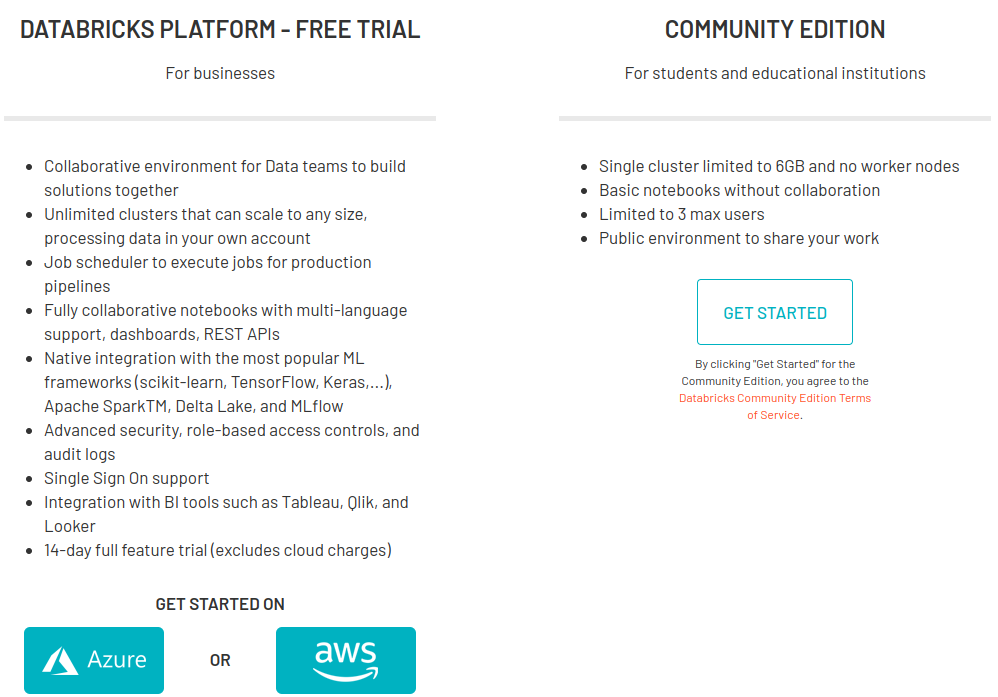 DATABRICKS PLATFORM - FREE TRIAL
For businesses
Collaborative environment for Data teams to build
solutions together
Unlimited clusters that can scale to any size,
processing data in your own account
Job scheduler to execute jobs for production
pipelines
Fully collaborative notebooks with multi-language
support, dashboards, REST APIs
Native integration with the most popular ML
frameworks (scikit-learn, TensorFlow, Keras,...),
Apache SparkTM, Delta Lake, and MLflow
Advanced security, role-based access controls, and
audit logs
Single Sign On support
Integration with BI tools such as Tableau, Qlik, and
Looker
14-day full feature trial (excludes cloud charges)
GET STARTED ON
Azure
OR
aws
COMMUNITY EDITION
For students and educational institutions
Single cluster limited to 6GB and no worker nodes
Basic notebooks without collaboration
Limited to 3 max users
Public environment to share your work
GET STARTED
By clicking "Get Started" for the
Community Edition, you agree to the
Databricks Community Edition Terms
of Service.